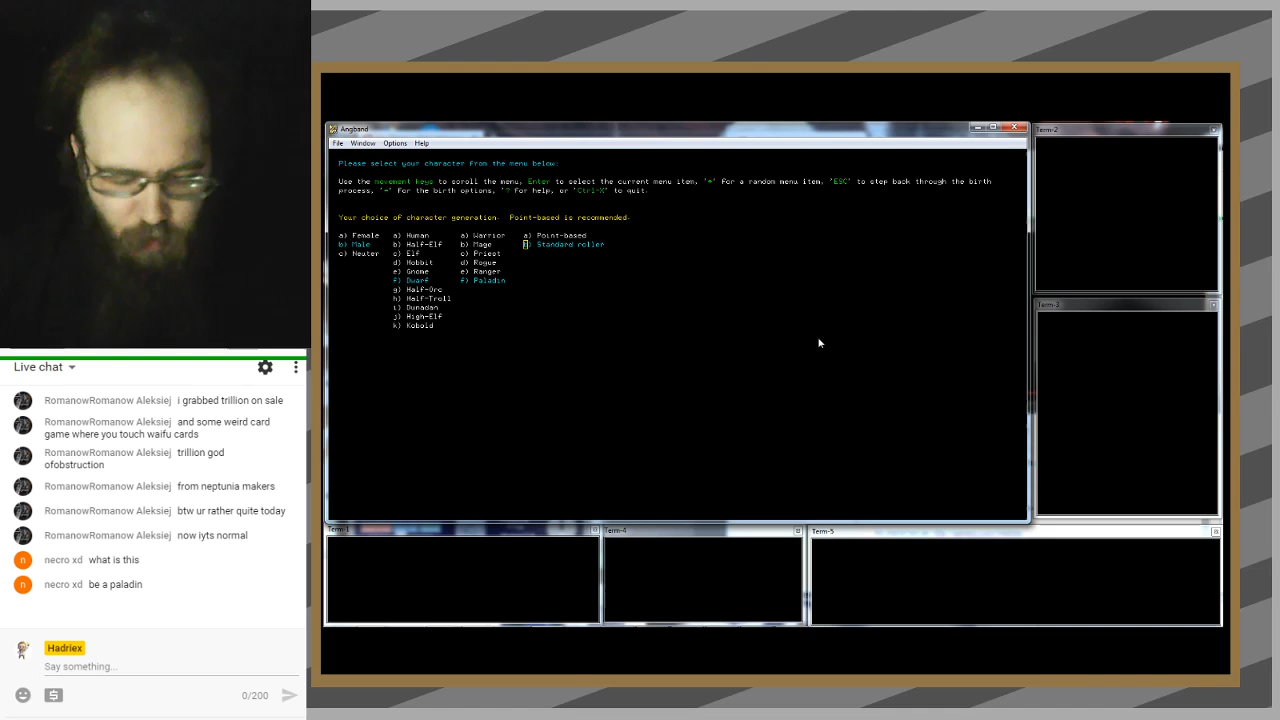 Live chat
RomanowRomanow Aleksiej i grabbed trillion on sale
RomanowRomanow Aleksiej and some weird card
game where you touch waifu cards
RomanowRomanow Aleksiej trillion god
ofobstruction
RomanowRomanow Aleksiej from neptunia makers
RomanowRomanow Aleksiej btw ur rather quite today
RomanowRomanow Aleksiej now iyts normal
n necro xd what is this
n necro xd be a paladin
Hadriex
Say something...
0/200
Angband
File Window Options Help
Please select your character from the menu below:
Use the movement keys to scroll the menu, Enter to select the current menu item, '*' for a random menu item, 'ESC' to step back through the birth
process, '=' for the birth options, '?' for help, or 'Ctrl-X' to quit.
Your choice of character generation. Point-based is recommended.
a) Female a) Human a) Warrior a) Point-based
b) Male b) Half-Elf b) Mage b) Standard roller
c) Neuter c) Elf c) Priest
d) Hobbit d) Rogue
e) Gnome e) Ranger
f) Dwarf f) Paladin
g) Half-Orc
h) Half-Troll
i) Dunadan
j) High-Elf
k) Kobold
Term-2
Term-3
Term-1
Term-4
Term-5